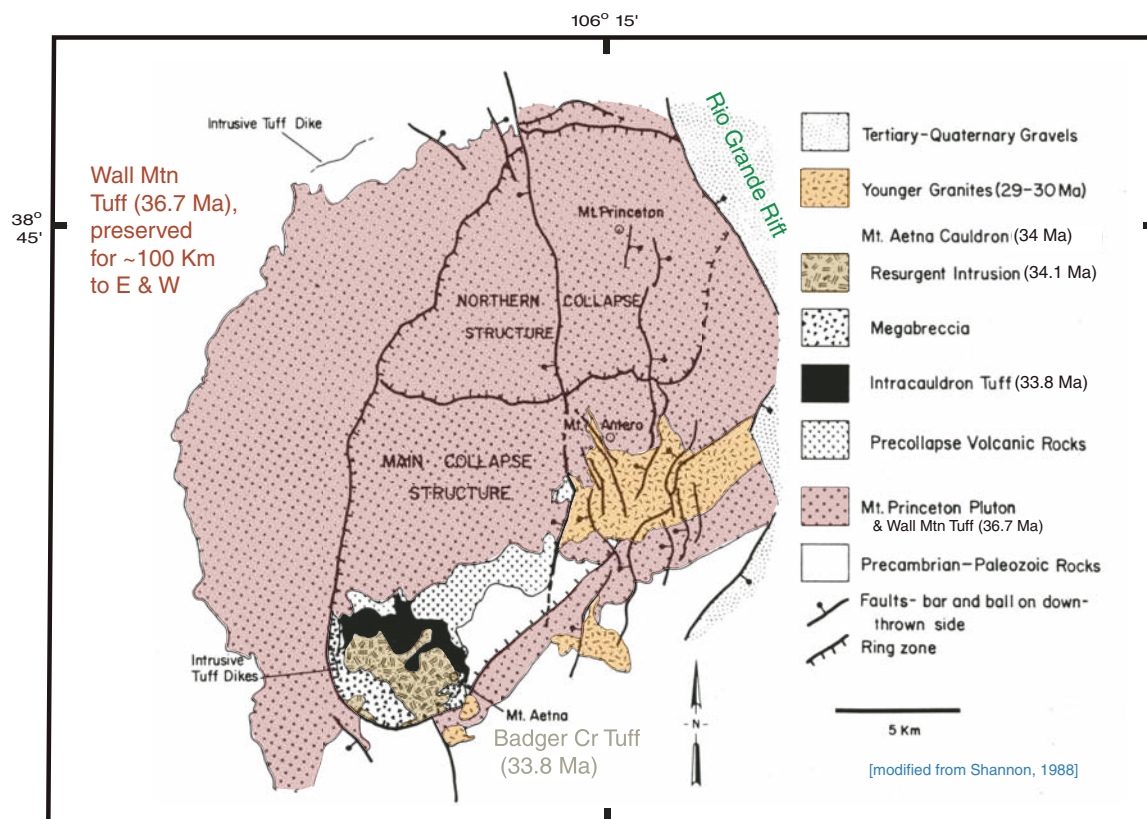 106° 15'
38°
45'
Intrusive Tuff Dike
Wall Mtn
Tuff (36.7 Ma),
preserved
for ~100 Km
to E & W
Rio Grande Rift
Mt. Princeton
NORTHERN COLLAPSE
STRUCTURE
Mt. Antero
MAIN COLLAPSE
STRUCTURE
Intrusive
Tuff Dikes
Mt. Aetna
Badger Cr Tuff
(33.8 Ma)
Tertiary-Quaternary Gravels
Younger Granites (29-30 Ma)
Mt. Aetna Cauldron (34 Ma)
Resurgent Intrusion (34.1 Ma)
Megabreccia
Intracauldron Tuff (33.8 Ma)
Precollapse Volcanic Rocks
Mt. Princeton Pluton
& Wall Mtn Tuff (36.7 Ma)
Precambrian-Paleozoic Rocks
Faults- bar and ball on down-
thrown side
Ring zone
-N-
5 Km
[modified from Shannon, 1988]